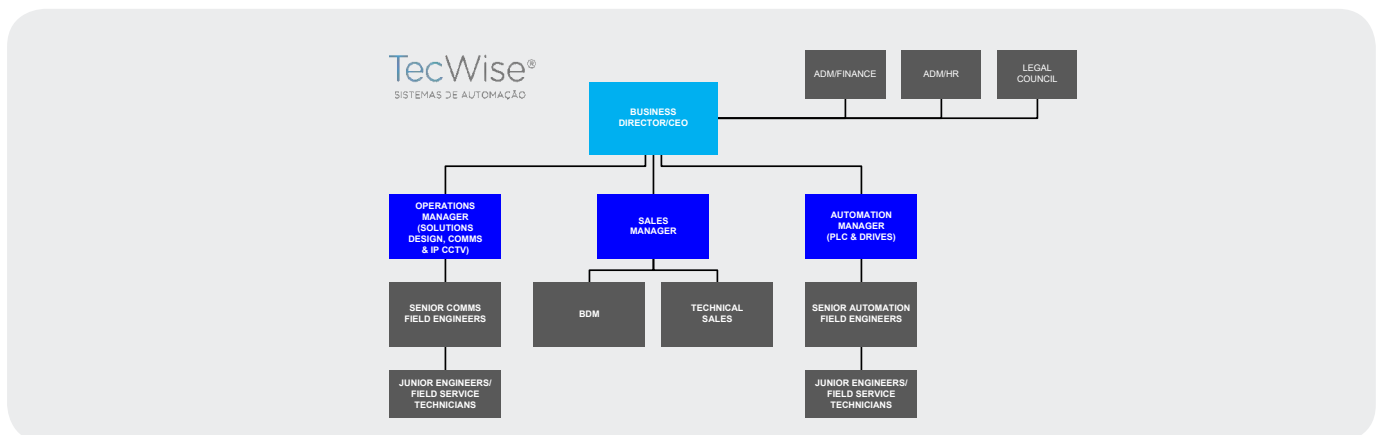 TecWise®
SISTEMAS DE AUTOMAÇÃO
ADM/FINANCE
ADM/HR
LEGAL
COUNCIL
BUSINESS
DIRECTOR/CEO
OPERATIONS
MANAGER
(SOLUTIONS
DESIGN, COMMS
& IP CCTV)
SALES
MANAGER
AUTOMATION
MANAGER
(PLC & DRIVES)
SENIOR COMMS
FIELD ENGINEERS
BDM
TECHNICAL
SALES
SENIOR AUTOMATION
FIELD ENGINEERS
JUNIOR ENGINEERS/
FIELD SERVICE
TECHNICIANS
JUNIOR ENGINEERS/
FIELD SERVICE
TECHNICIANS